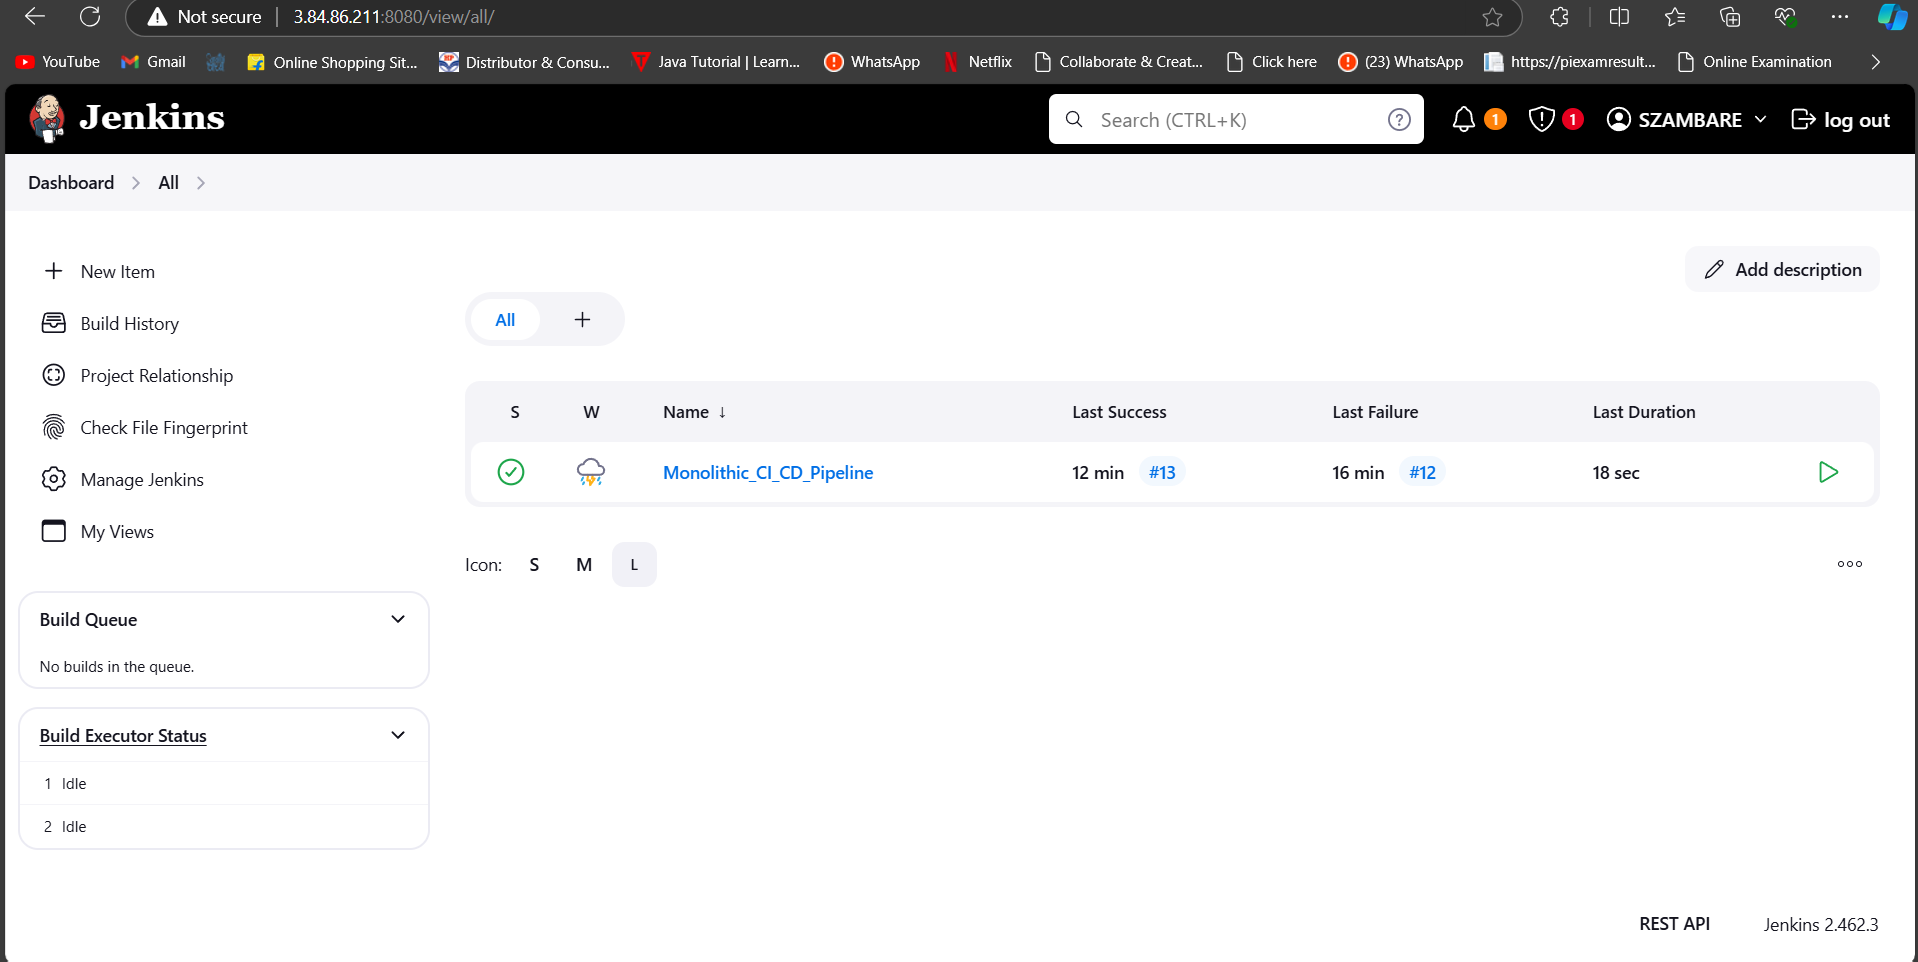 Not secure 3.84.86.211:8080/view/all/
YouTube Gmail Online Shopping Sit... Distributor & Consu... Java Tutorial | Learn... WhatsApp Netflix Collaborate & Creat... Click here (23) WhatsApp https://piexamresult... Online Examination
Jenkins Search (CTRL+K) ? 1 1 SZAMBARE log out
Dashboard All
New Item
Build History
Project Relationship
Check File Fingerprint
Manage Jenkins
My Views
Build Queue
No builds in the queue.
Build Executor Status
1 Idle
2 Idle
Add description
All +
S W Name ↓ Last Success Last Failure Last Duration
Monolithic_CI_CD_Pipeline 12 min #13 16 min #12 18 sec
Icon: S M L
REST API Jenkins 2.462.3